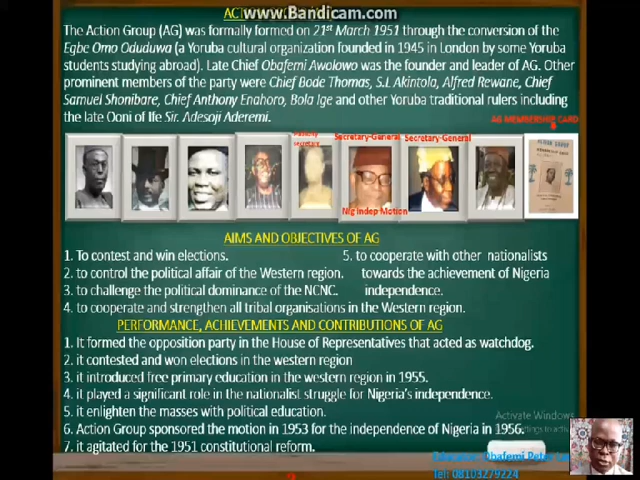 www.Bandicam.com
The Action Group (AG) was formally formed on 21st March 1951 through the conversion of the
Egbe Omo Oduduwa (a Yoruba cultural organization founded in 1945 in London by some Yoruba
students studying abroad). Late Chief Obafemi Awolowo was the founder and leader of AG. Other
prominent members of the party were Chief Bode Thomas, S.L Akintola, Alfred Rewane, Chief
Samuel Shonibare, Chief Anthony Enahoro, Bola Ige and other Yoruba traditional rulers including
the late Ooni of Ife Sir. Adesoji Aderemi.
AG MEMBERSHIP CARD
secretary
Secretary-General
Secretary-General
Nig Indep Motion
AIMS AND OBJECTIVES OF AG
1. To contest and win elections.
2. to control the political affair of the Western region.
3. to challenge the political dominance of the NCNC.
4. to cooperate and strengthen all tribal organisations in the Western region.
5. to cooperate with other nationalists
towards the achievement of Nigeria
independence.
PERFORMANCE, ACHIEVEMENTS AND CONTRIBUTIONS OF AG
1. It formed the opposition party in the House of Representatives that acted as watchdog.
2. it contested and won elections in the western region
3. it introduced free primary education in the western region in 1955.
4. it played a significant role in the nationalist struggle for Nigeria's independence.
5. it enlighten the masses with political education.
6. Action Group sponsored the motion in 1953 for the independence of Nigeria in 1956.
7. it agitated for the 1951 constitutional reform.
Activate Windows
Obafemi Peter
Tel: 08103279224